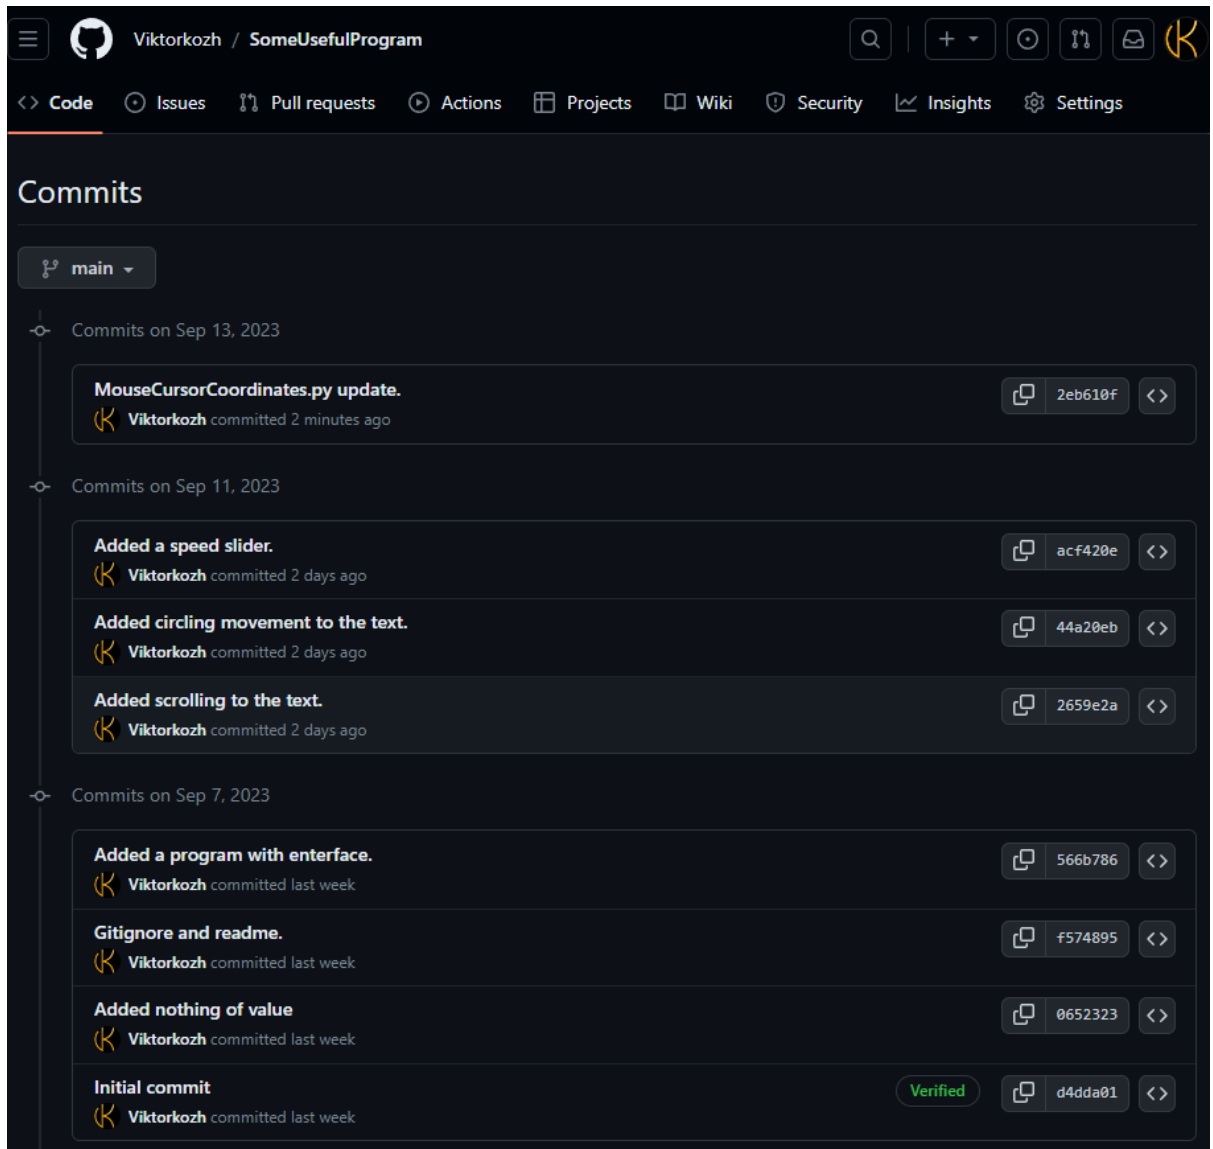 Viktorkozh / SomeUsefulProgram
<> Code Issues Pull requests Actions Projects Wiki Security Insights Settings
Commits
main
Commits on Sep 13, 2023
MouseCursorCoordinates.py update.
2eb610f
Viktorkozh committed 2 minutes ago
Commits on Sep 11, 2023
Added a speed slider.
acf420e
Viktorkozh committed 2 days ago
Added circling movement to the text.
44a20eb
Viktorkozh committed 2 days ago
Added scrolling to the text.
2659e2a
Viktorkozh committed 2 days ago
Commits on Sep 7, 2023
Added a program with enterface.
566b786
Viktorkozh committed last week
Gitignore and readme.
f574895
Viktorkozh committed last week
Added nothing of value
0652323
Viktorkozh committed last week
Initial commit
Verified d4dda01
Viktorkozh committed last week